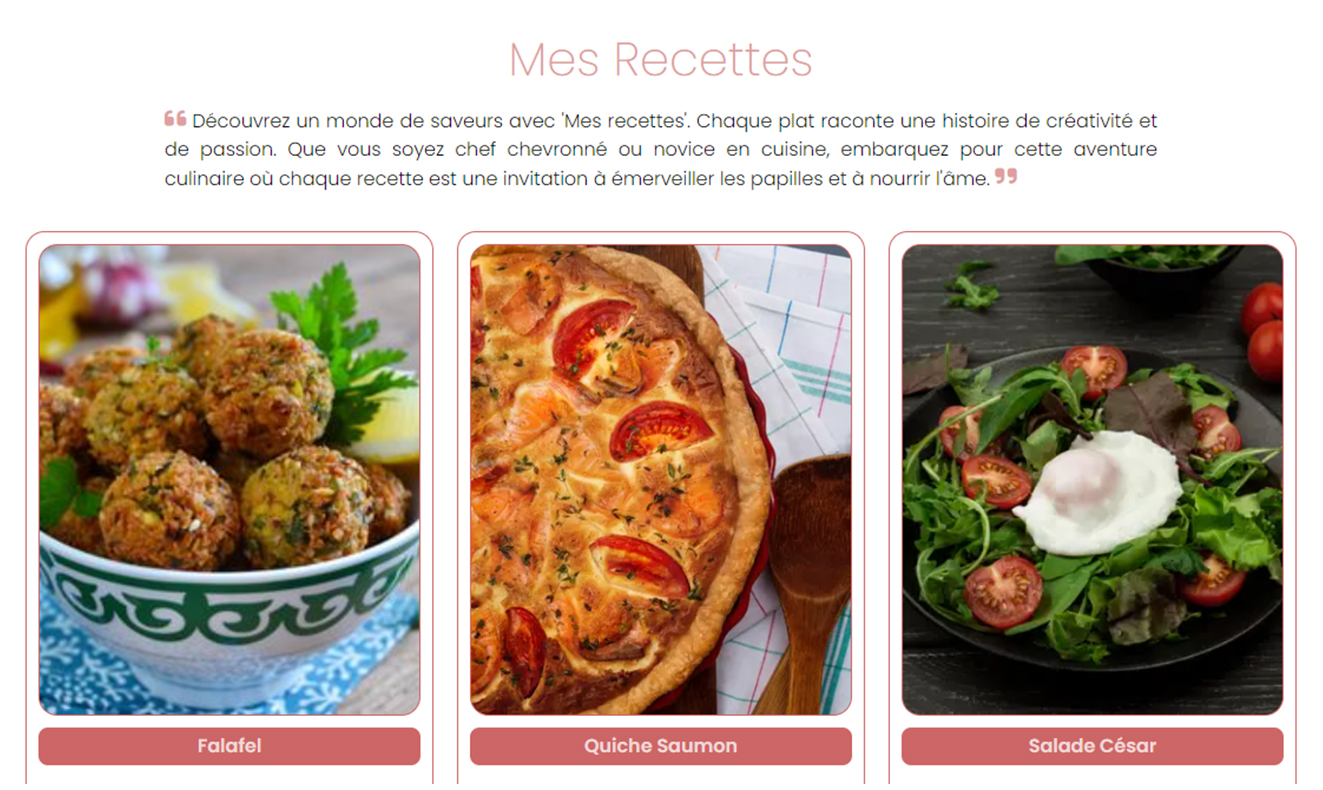 Mes Recettes
❝ Découvrez un monde de saveurs avec 'Mes recettes'. Chaque plat raconte une histoire de créativité et
de passion. Que vous soyez chef chevronné ou novice en cuisine, embarquez pour cette aventure
culinaire où chaque recette est une invitation à émerveiller les papilles et à nourrir l'âme. ❞
Falafel
Quiche Saumon
Salade César